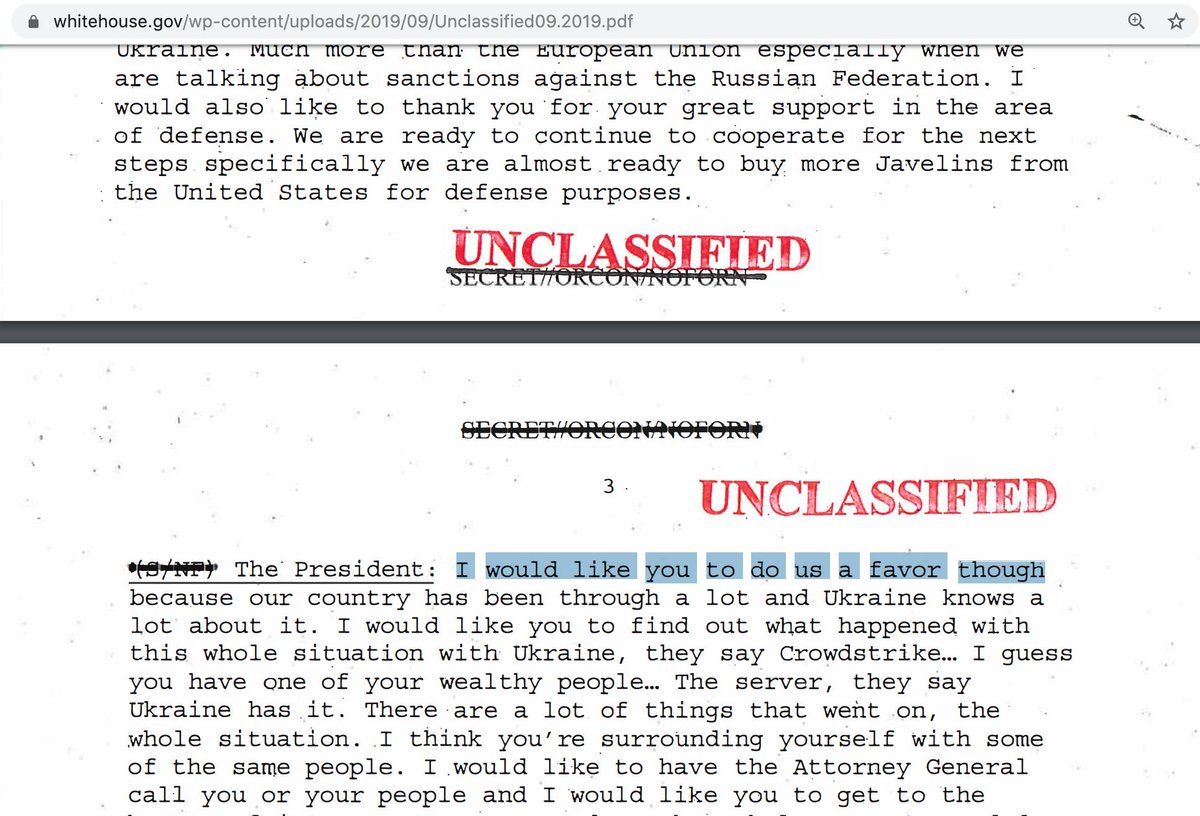 whitehouse.gov/wp-content/uploads/2019/09/Unclassified09.2019.pdf
Ukraine. Much more than the European Union especially when we
are talking about sanctions against the Russian Federation. I
would also like to thank you for your great support in the area
of defense. We are ready to continue to cooperate for the next
steps specifically we are almost ready to buy more Javelins from
the United States for defense purposes.
UNCLASSIFIED
SECRET//ORCON/NOFORN
SECRET//ORCON/NOFORN
3
UNCLASSIFIED
(S/NF) The President: I would like you to do us a favor though
because our country has been through a lot and Ukraine knows a
lot about it. I would like you to find out what happened with
this whole situation with Ukraine, they say Crowdstrike… I guess
you have one of your wealthy people… The server, they say
Ukraine has it. There are a lot of things that went on, the
whole situation. I think you're surrounding yourself with some
of the same people. I would like to have the Attorney General
call you or your people and I would like you to get to the